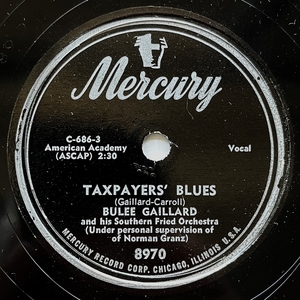 Mercury
C-686-3
American Academy
(ASCAP) 2:30
Vocal
TAXPAYERS' BLUES
(Gaillard-Carroll)
BULEE GAILLARD
and his Southern Fried Orchestra
(Under personal supervision of
of Norman Granz)
8970
MERCURY RECORD CORP. CHICAGO, ILLINOIS U.S.A.